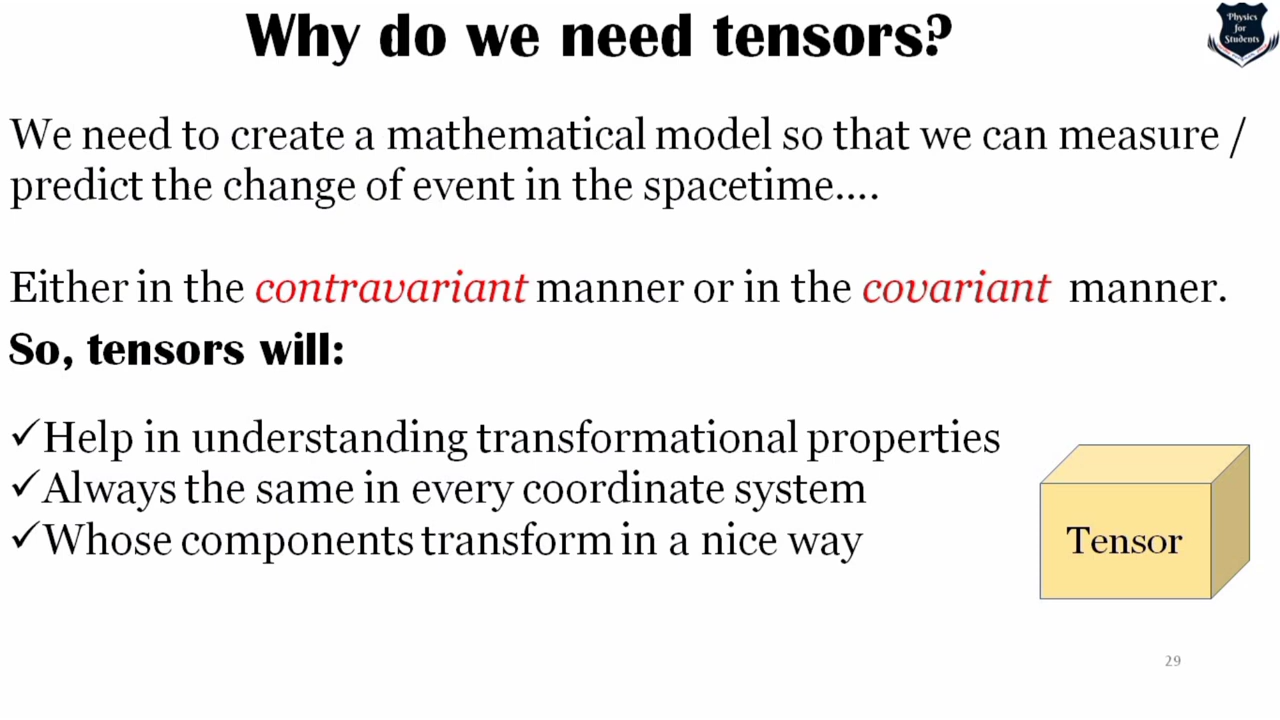 Why do we need tensors?
Physics
for
Students
We need to create a mathematical model so that we can measure /
predict the change of event in the spacetime....
Either in the contravariant manner or in the covariant manner.
So, tensors will:
✓Help in understanding transformational properties
✓Always the same in every coordinate system
✓Whose components transform in a nice way
Tensor
29